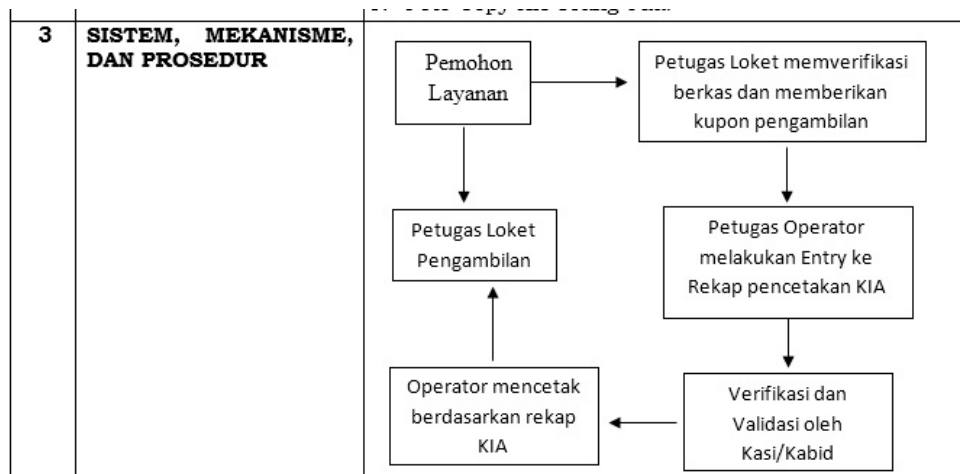 3
SISTEM, MEKANISME,
DAN PROSEDUR
Pemohon
Layanan
Petugas Loket memverifikasi
berkas dan memberikan
kupon pengambilan
Petugas Loket
Pengambilan
Petugas Operator
melakukan Entry ke
Rekap pencetakan KIA
Operator mencetak
berdasarkan rekap
KIA
Verifikasi dan
Validasi oleh
Kasi/Kabid